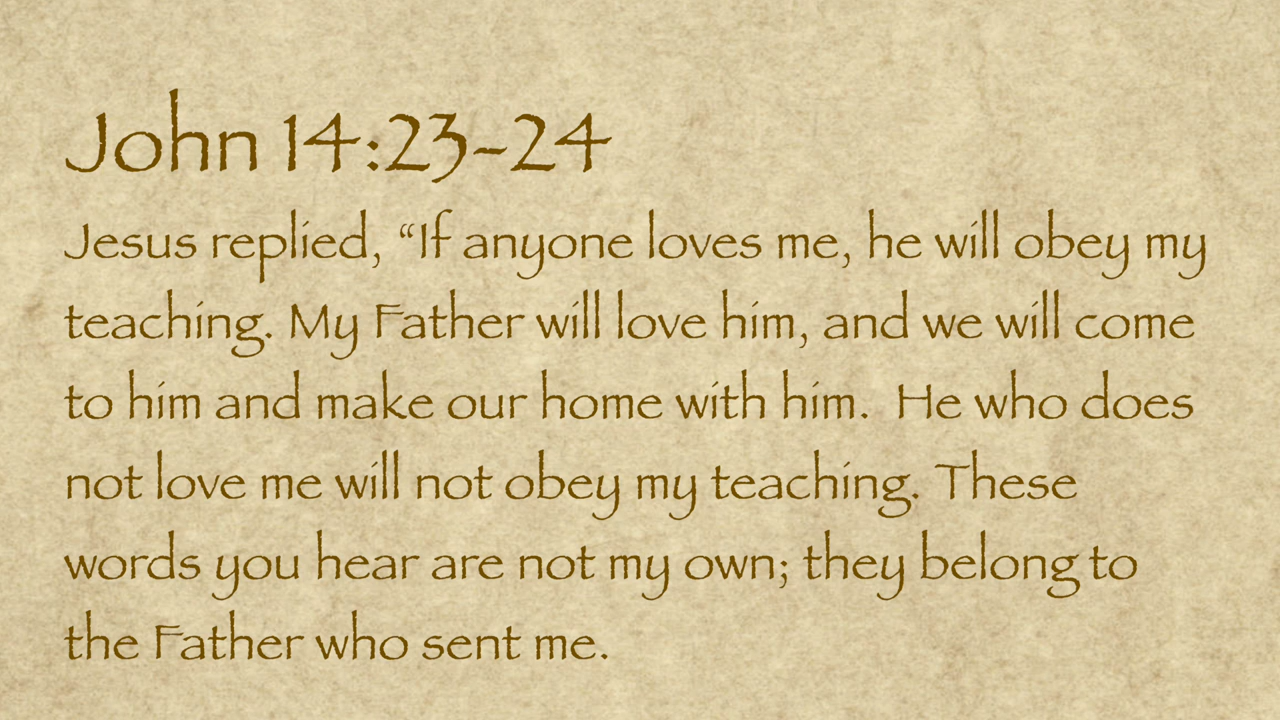 John 14:23-24
Jesus replied, “If anyone loves me, he will obey my
teaching. My Father will love him, and we will come
to him and make our home with him.  He who does
not love me will not obey my teaching. These
words you hear are not my own; they belong to
the Father who sent me.